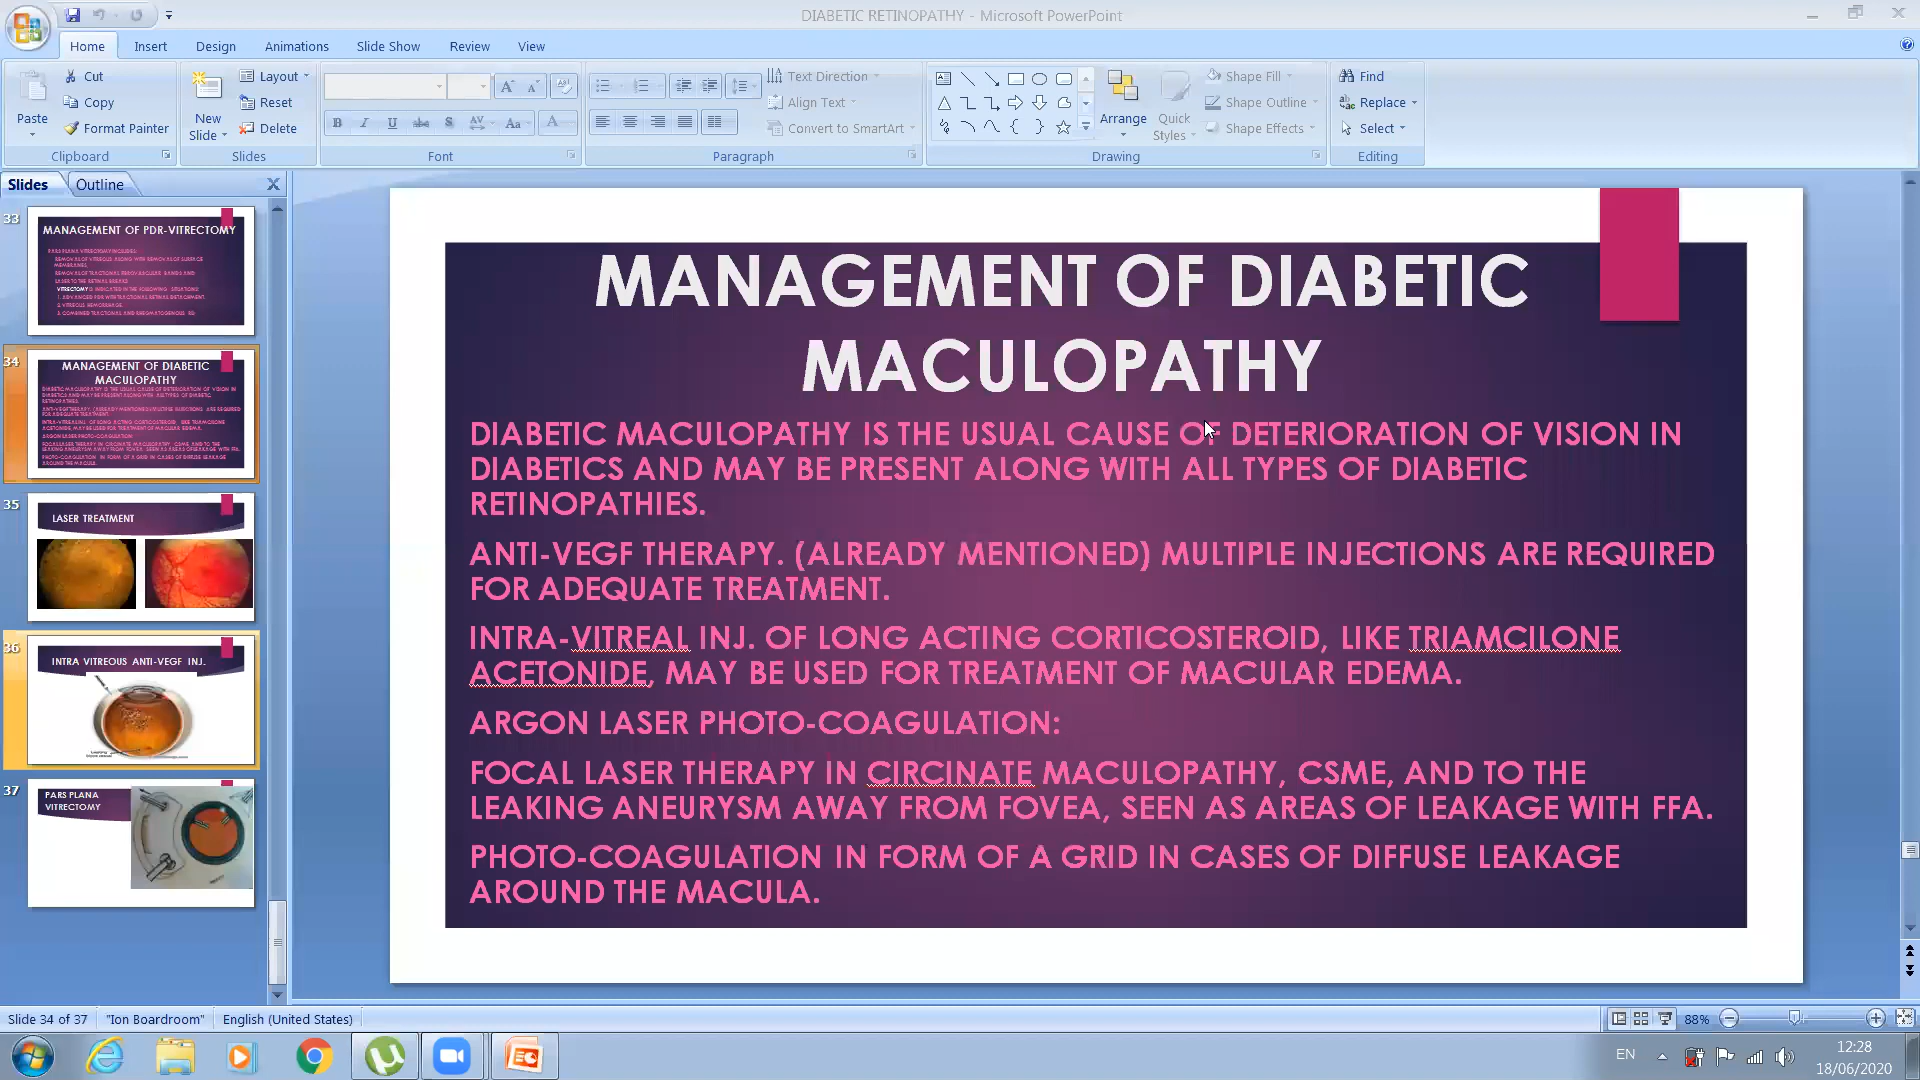 DIABETIC RETINOPATHY - Microsoft PowerPoint
Home Insert Design Animations Slide Show Review View
Paste
Cut
Copy
Format Painter
Clipboard
New
Slide
Layout
Reset
Delete
Slides
Font
Text Direction
Align Text
Convert to SmartArt
Paragraph
Arrange
Quick
Styles
Shape Fill
Shape Outline
Shape Effects
Drawing
Find
Replace
Select
Editing
Slides Outline
33
MANAGEMENT OF PDR-VITRECTOMY
34
MANAGEMENT OF DIABETIC
MACULOPATHY
35
LASER TREATMENT
36
INTRA VITREOUS ANTI-VEGF INJ.
37
PARS PLANA
VITRECTOMY
MANAGEMENT OF DIABETIC
MACULOPATHY
DIABETIC MACULOPATHY IS THE USUAL CAUSE OF DETERIORATION OF VISION IN
DIABETICS AND MAY BE PRESENT ALONG WITH ALL TYPES OF DIABETIC
RETINOPATHIES.
ANTI-VEGF THERAPY. (ALREADY MENTIONED) MULTIPLE INJECTIONS ARE REQUIRED
FOR ADEQUATE TREATMENT.
INTRA-VITREAL INJ. OF LONG ACTING CORTICOSTEROID, LIKE TRIAMCILONE
ACETONIDE, MAY BE USED FOR TREATMENT OF MACULAR EDEMA.
ARGON LASER PHOTO-COAGULATION:
FOCAL LASER THERAPY IN CIRCINATE MACULOPATHY, CSME, AND TO THE
LEAKING ANEURYSM AWAY FROM FOVEA, SEEN AS AREAS OF LEAKAGE WITH FFA.
PHOTO-COAGULATION IN FORM OF A GRID IN CASES OF DIFFUSE LEAKAGE
AROUND THE MACULA.
Slide 34 of 37 "Ion Boardroom" English (United States) 88%
EN
12:28
18/06/2020